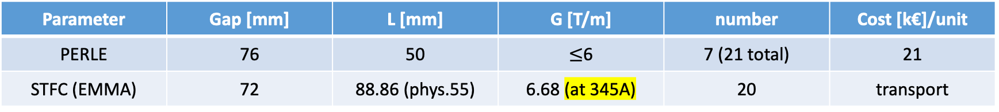 Parameter Gap [mm] L [mm] G [T/m] number Cost [k€]/unit
PERLE 76 50 ≤6 7 (21 total) 21
STFC (EMMA) 72 88.86 (phys.55) 6.68 (at 345A) 20 transport